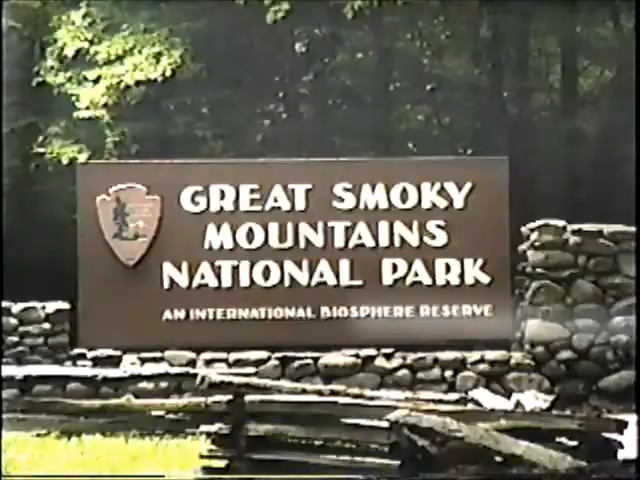 GREAT SMOKY
MOUNTAINS
NATIONAL PARK
AN INTERNATIONAL BIOSPHERE RESERVE